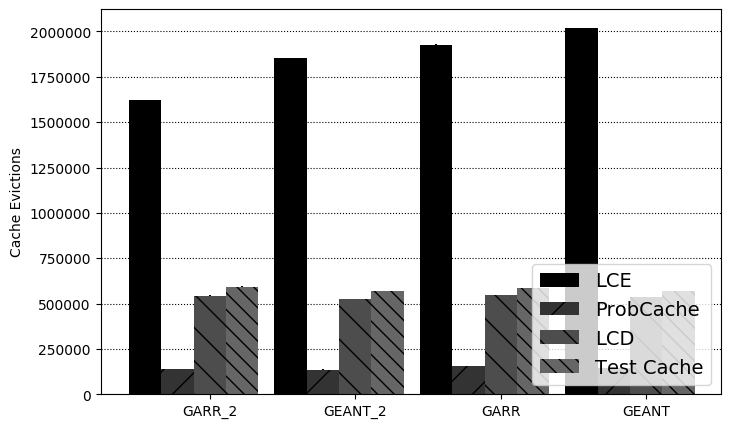 2000000
1750000
1500000
1250000
1000000
750000
500000
250000
0
Cache Evictions
LCE
ProbCache
LCD
Test Cache
GARR_2 GEANT_2 GARR GEANT